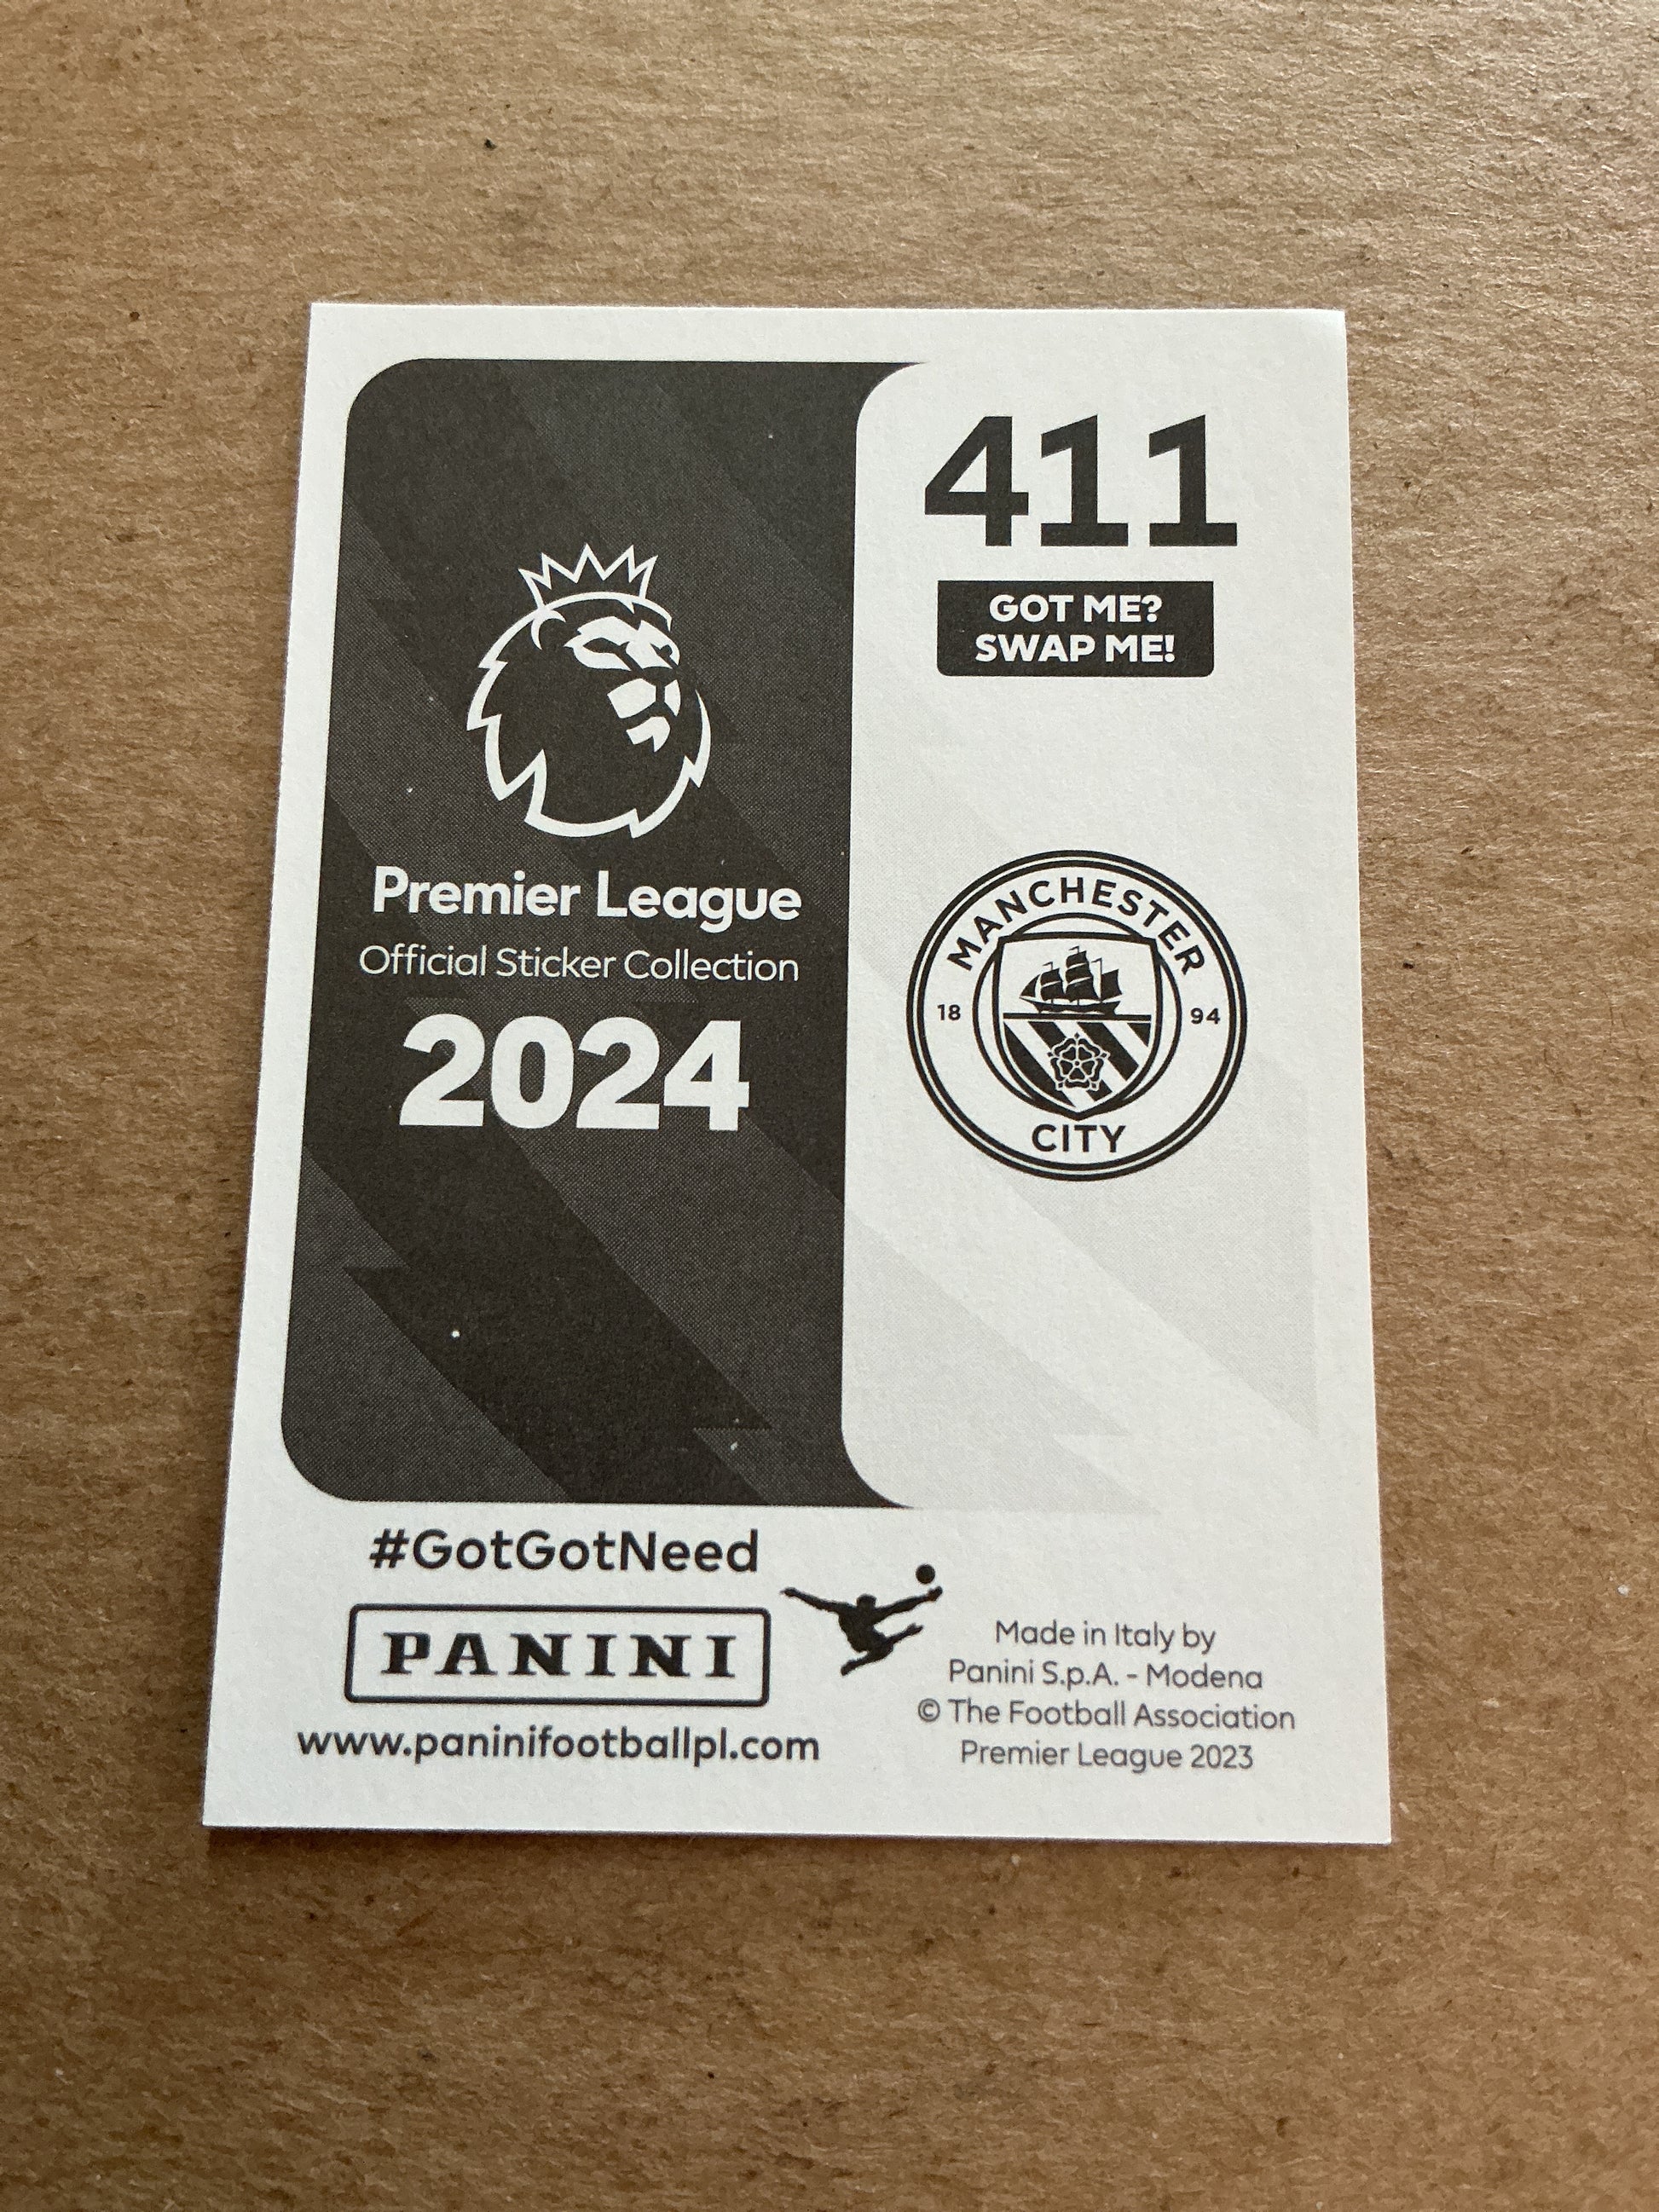 411
GOT ME?
SWAP ME!
Premier League
Official Sticker Collection
2024
MANCHESTER
18 94
CITY
#GotGotNeed
PANINI
www.paninifootballpl.com
Made in Italy by
Panini S.p.A. - Modena
© The Football Association
Premier League 2023